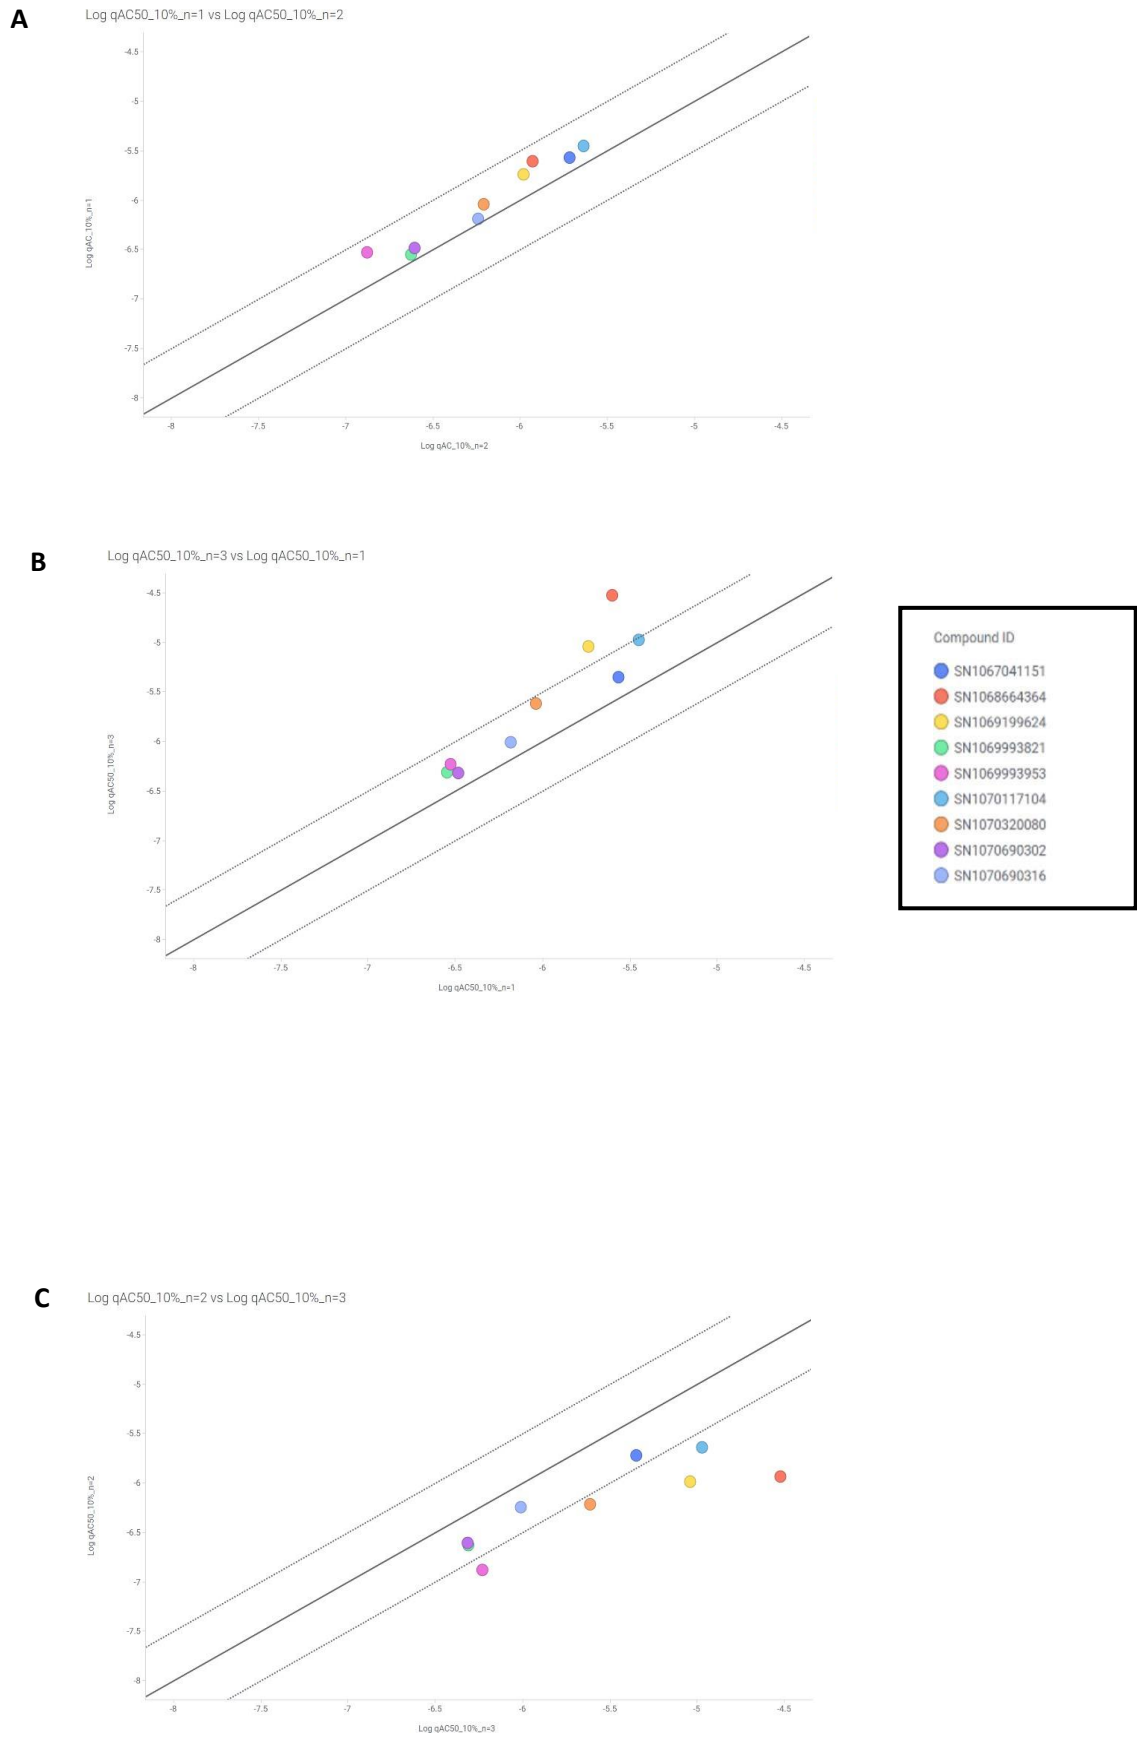 A
Log qAC50_10%_n=1 vs Log qAC50_10%_n=2
-4.5
-5
-5.5
-6
-6.5
-7
-7.5
-8
Log qAC_10%_n=1
-8 -7.5 -7 -6.5 -6 -5.5 -5 -4.5
Log qAC_10%_n=2
B
Log qAC50_10%_n=3 vs Log qAC50_10%_n=1
-4.5
-5
-5.5
-6
-6.5
-7
-7.5
-8
Log qAC50_10%_n=3
-8 -7.5 -7 -6.5 -6 -5.5 -5 -4.5
Log qAC50_10%_n=1
Compound ID
SN1067041151
SN1068664364
SN1069199624
SN1069993821
SN1069993953
SN1070117104
SN1070320080
SN1070690302
SN1070690316
C
Log qAC50_10%_n=2 vs Log qAC50_10%_n=3
-4.5
-5
-5.5
-6
-6.5
-7
-7.5
-8
Log qAC50_10%_n=2
-8 -7.5 -7 -6.5 -6 -5.5 -5 -4.5
Log qAC50_10%_n=3